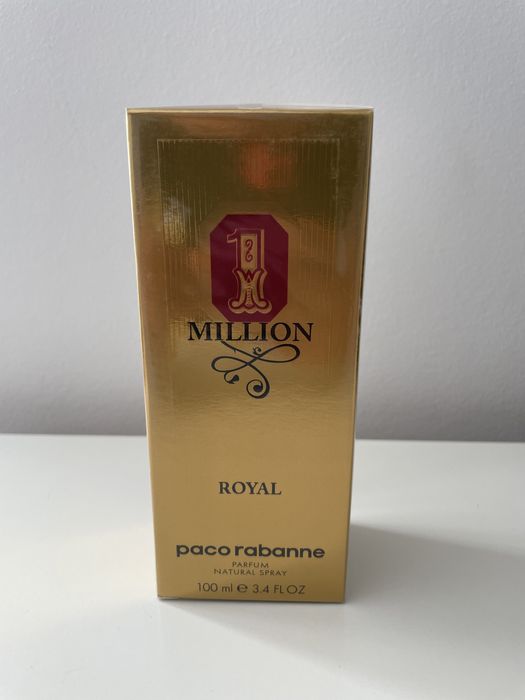 1
MILLION
ROYAL
paco rabanne
PARFUM
NATURAL SPRAY
100 ml ℮ 3.4 FL OZ